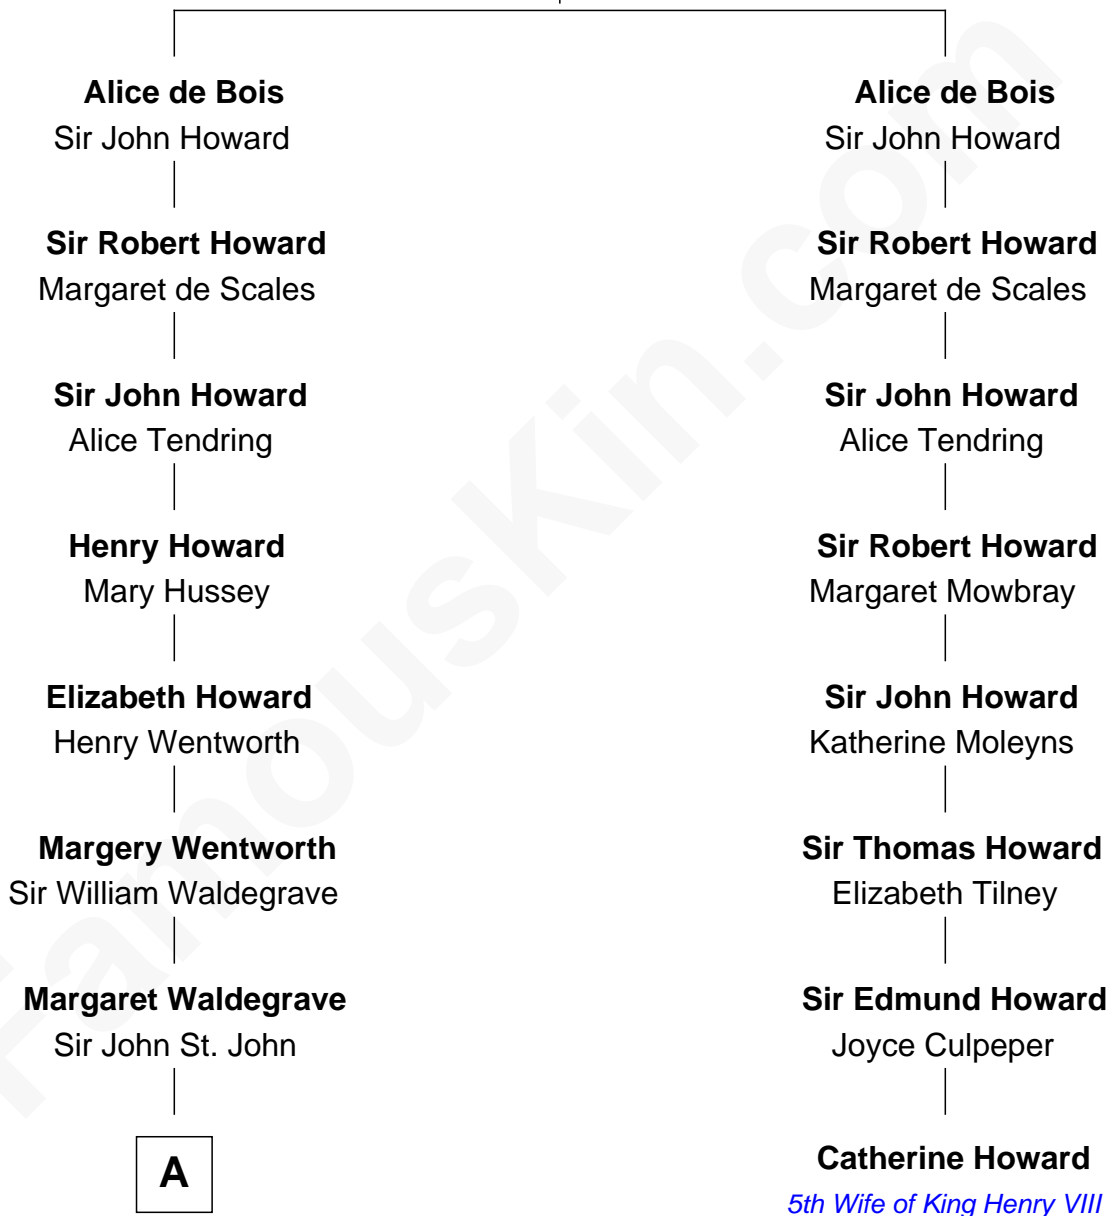 Alice de Bois
Sir John Howard
Sir Robert Howard
Margaret de Scales
Sir John Howard
Alice Tendring
Henry Howard
Mary Hussey
Elizabeth Howard
Henry Wentworth
Margery Wentworth
Sir William Waldegrave
Margaret Waldegrave
Sir John St. John
A
Alice de Bois
Sir John Howard
Sir Robert Howard
Margaret de Scales
Sir John Howard
Alice Tendring
Sir Robert Howard
Margaret Mowbray
Sir John Howard
Katherine Moleyns
Sir Thomas Howard
Elizabeth Tilney
Sir Edmund Howard
Joyce Culpeper
Catherine Howard
5th Wife of King Henry VIII
FamousKin.com